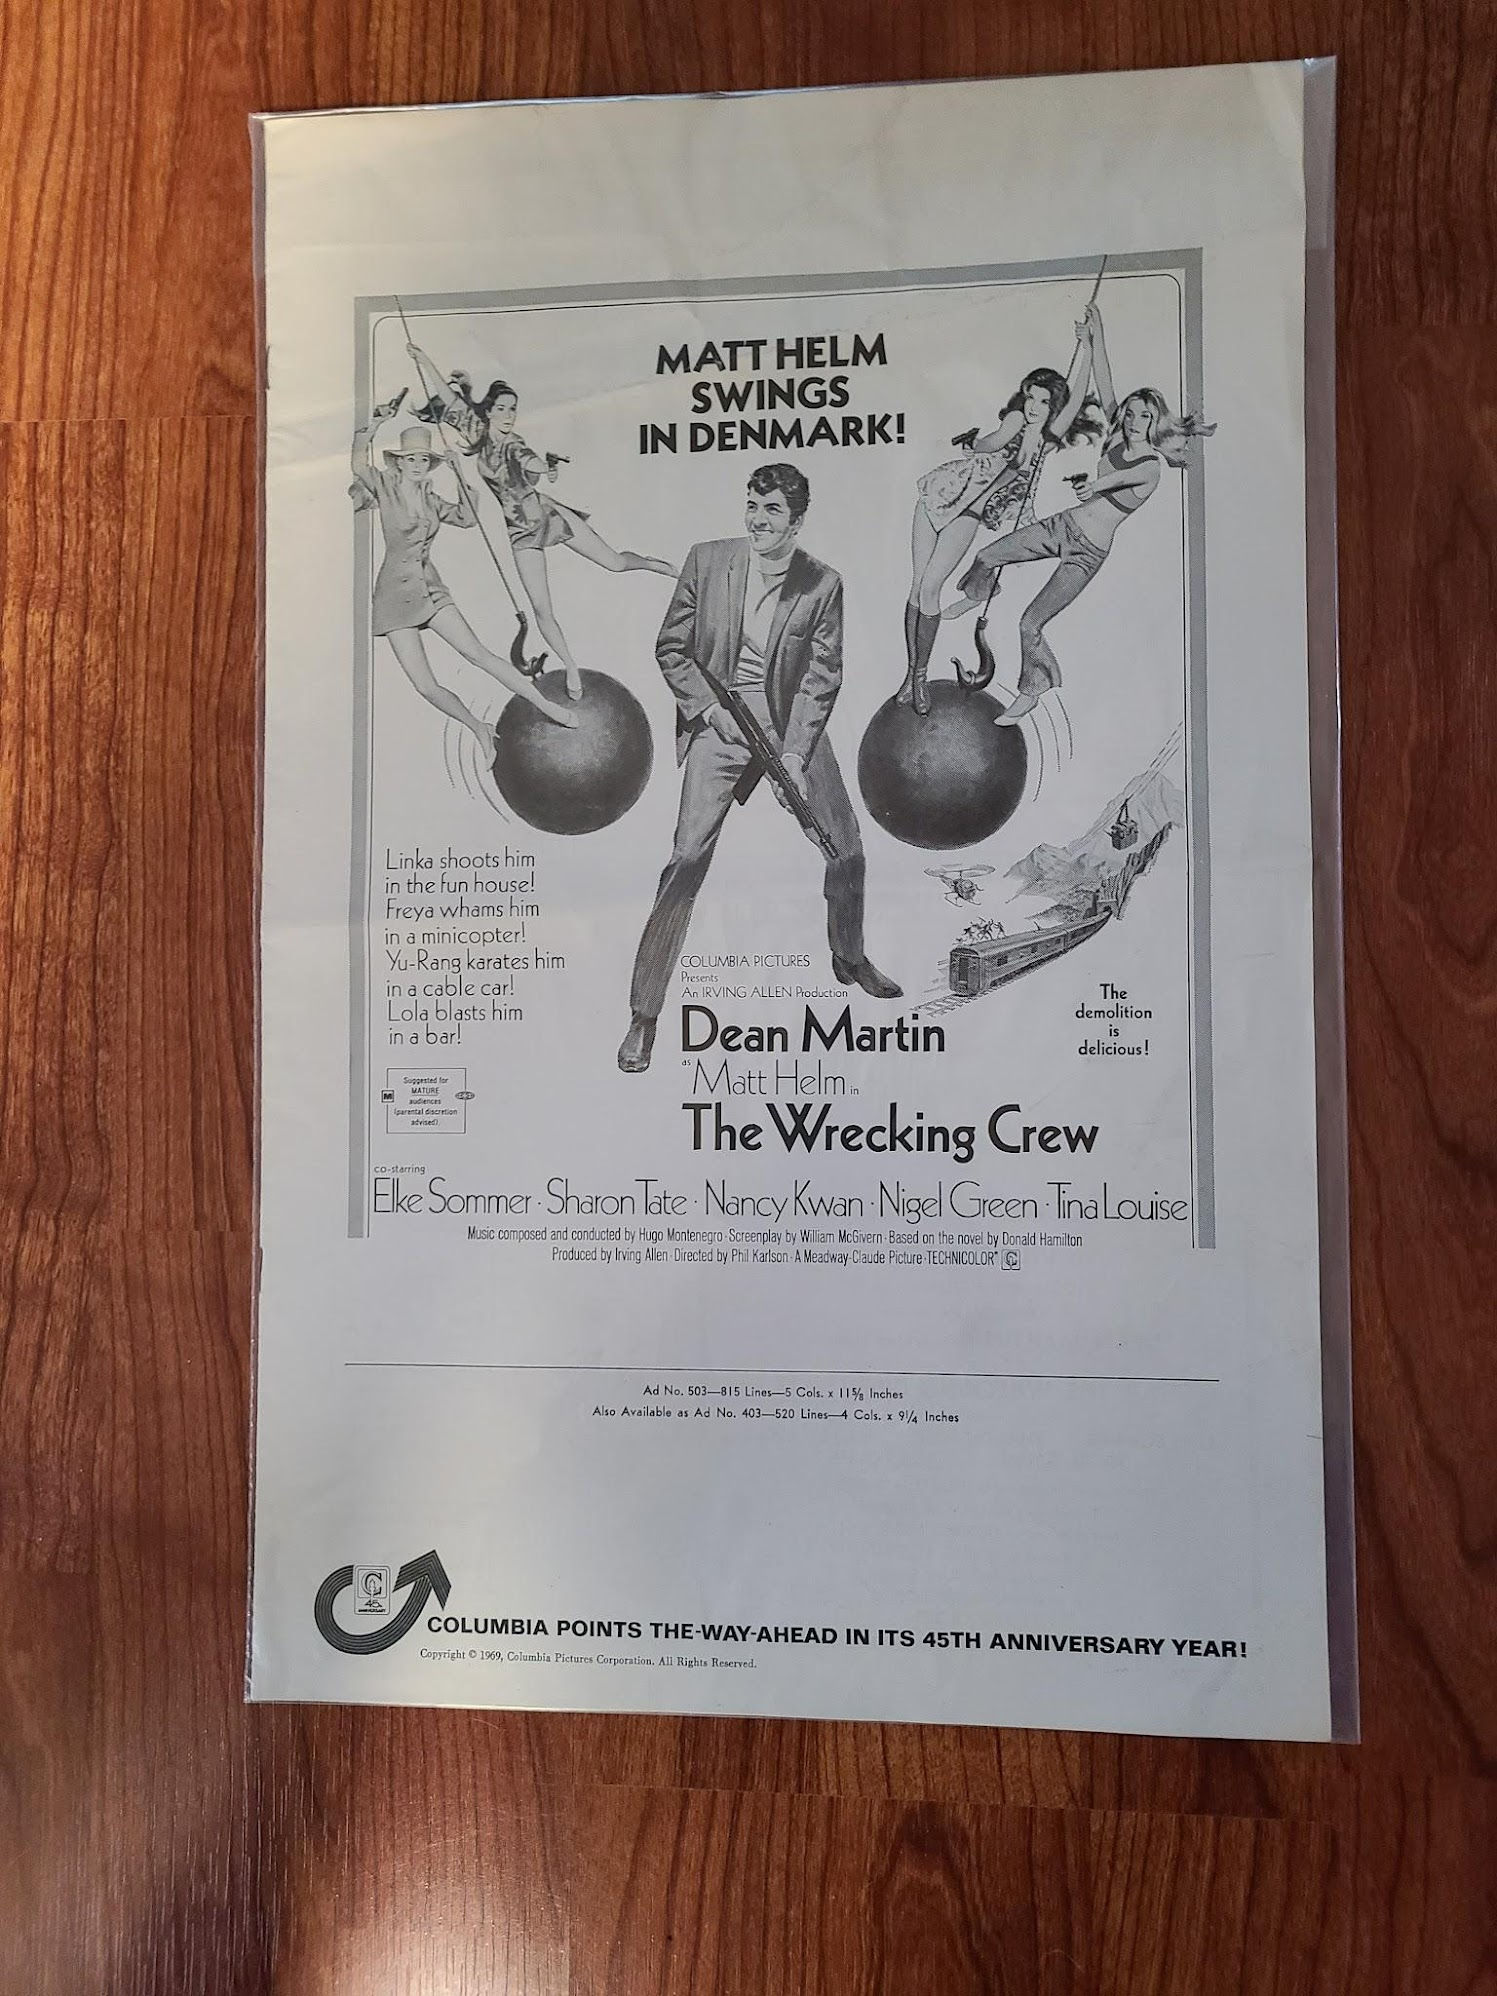 MATT HELM
SWINGS
IN DENMARK!
Linka shoots him
in the fun house!
Freya whams him
in a minicopter!
Yu-Rang karates him
in a cable car!
Lola blasts him
in a bar!
COLUMBIA PICTURES
Presents
An IRVING ALLEN Production
Dean Martin
as
Matt Helm in
The Wrecking Crew
The
demolition
is
delicious!
M
Suggested for
MATURE
audiences
(parental discretion
advised).
co-starring
Elke Sommer · Sharon Tate · Nancy Kwan · Nigel Green · Tina Louise
Music composed and conducted by Hugo Montenegro · Screenplay by William McGivern · Based on the novel by Donald Hamilton
Produced by Irving Allen · Directed by Phil Karlson · A Meadway-Claude Picture · TECHNICOLOR®
Ad No. 503—815 Lines—5 Cols. x 11⅝ Inches
Also Available as Ad No. 403—520 Lines—4 Cols. x 9¼ Inches
45th
ANNIVERSARY
COLUMBIA POINTS THE-WAY-AHEAD IN ITS 45TH ANNIVERSARY YEAR!
Copyright © 1969, Columbia Pictures Corporation. All Rights Reserved.